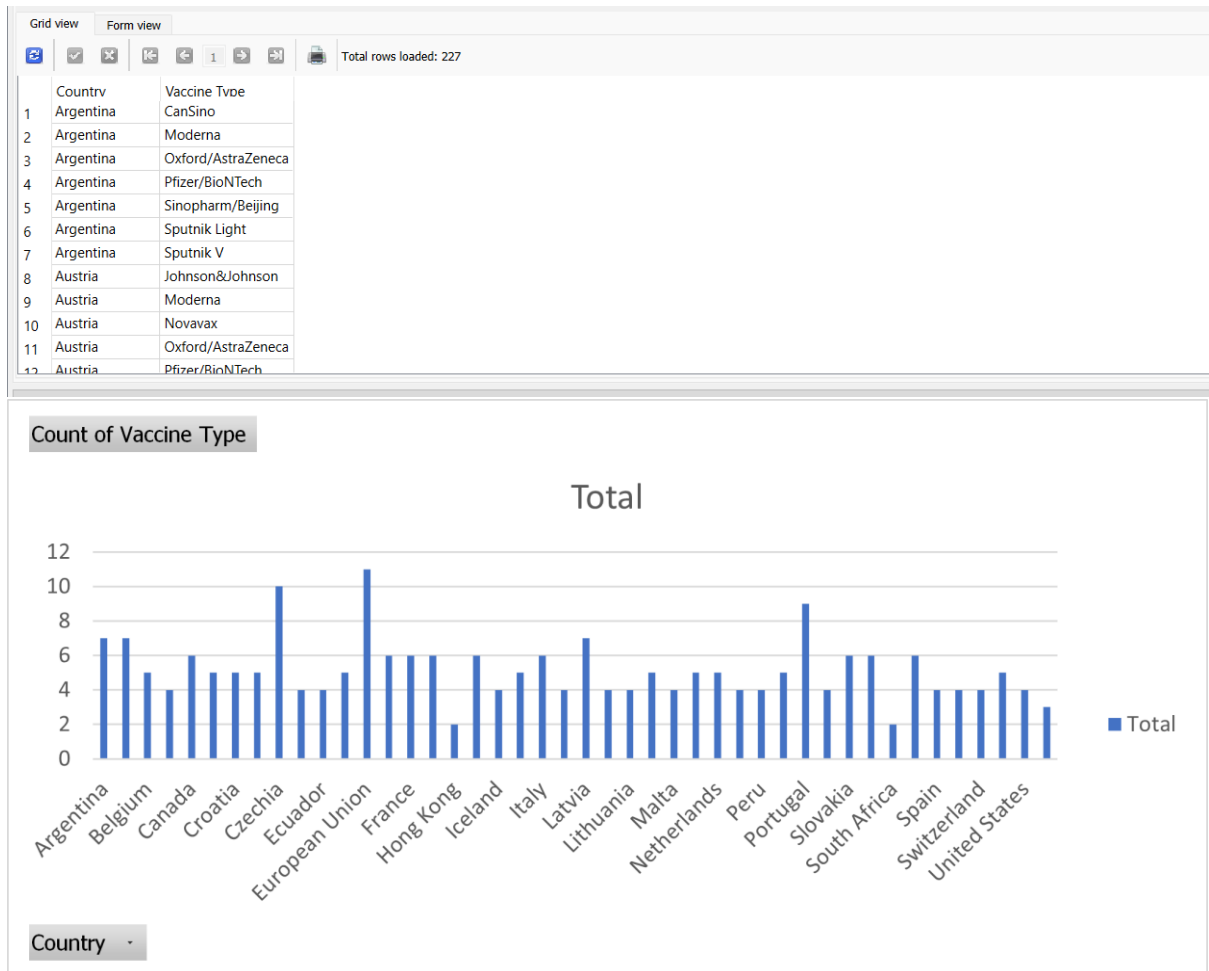 Grid view Form view
1 Total rows loaded: 227
Country Vaccine Type
1 Argentina CanSino
2 Argentina Moderna
3 Argentina Oxford/AstraZeneca
4 Argentina Pfizer/BioNTech
5 Argentina Sinopharm/Beijing
6 Argentina Sputnik Light
7 Argentina Sputnik V
8 Austria Johnson&Johnson
9 Austria Moderna
10 Austria Novavax
11 Austria Oxford/AstraZeneca
12 Austria Pfizer/BioNTech
Count of Vaccine Type
Total
12
10
8
6
4
2
0
Total
Argentina
Belgium
Canada
Croatia
Czechia
Ecuador
European Union
France
Hong Kong
Iceland
Italy
Latvia
Lithuania
Malta
Netherlands
Peru
Portugal
Slovakia
South Africa
Spain
Switzerland
United States
Country